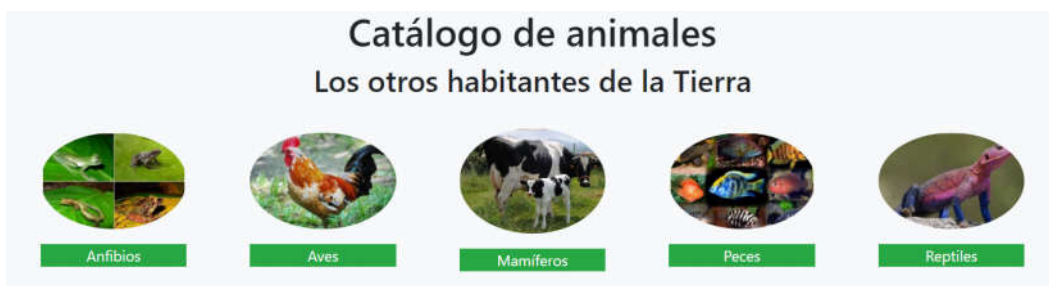 Catálogo de animales
Los otros habitantes de la Tierra
Anfibios
Aves
Mamíferos
Peces
Reptiles